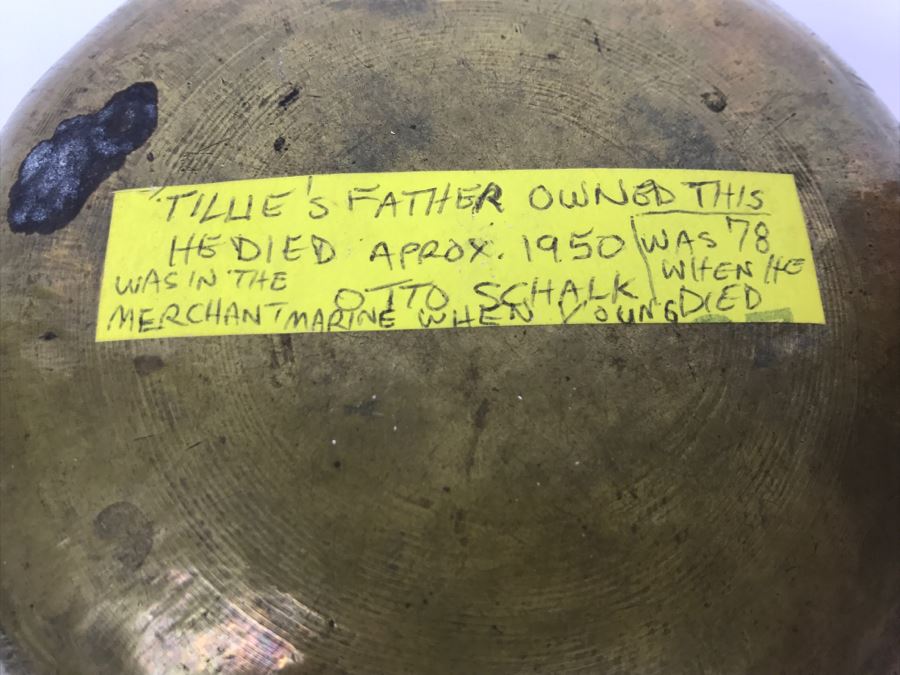 TILLIE'S FATHER OWNED THIS
HE DIED APROX. 1950
WAS 78
WHEN HE
DIED
OTTO SCHALK
WAS IN THE
MERCHANT MARINE WHEN YOUNG